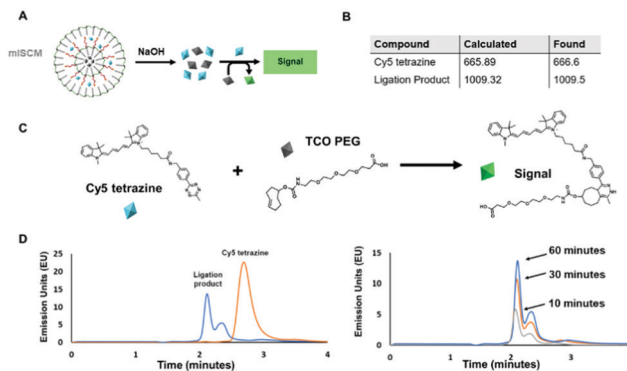 A
mISCM
NaOH
Signal
B
Compound Calculated Found
Cy5 tetrazine 665.89 666.6
Ligation Product 1009.32 1009.5
C
Cy5 tetrazine
+
TCO PEG
Signal
D
Emission Units (EU)
25
20
15
10
5
0
Ligation
product
Cy5 tetrazine
0 1 2 3 4
Time (minutes)
Emission Units (EU)
15
10
5
0
60 minutes
30 minutes
10 minutes
0 1 2 3
Time (minutes)